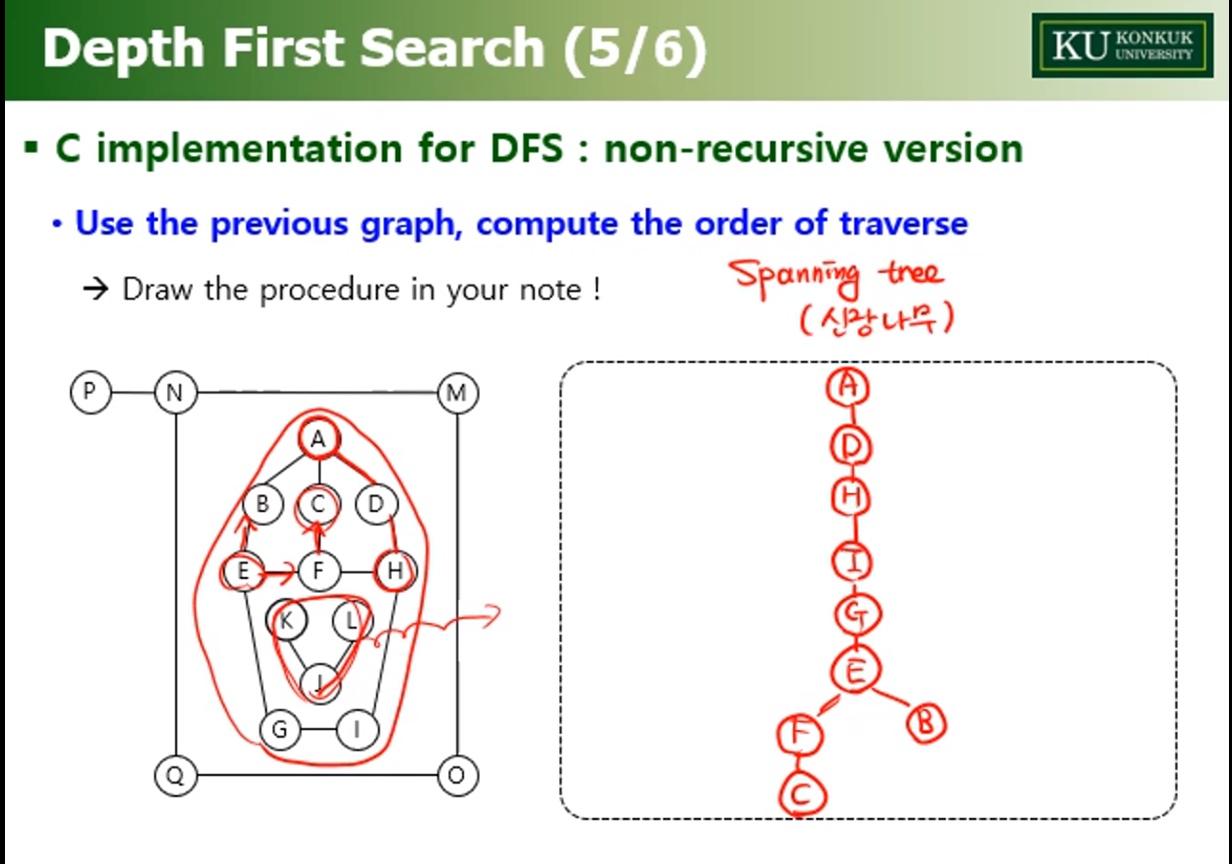 Depth First Search (5/6)
KU KONKUK UNIVERSITY
▪ C implementation for DFS : non-recursive version
• Use the previous graph, compute the order of traverse
→ Draw the procedure in your note !
Spanning tree
(신장나무)
P N M
A
B C D
E F H
K L
J
G I
Q O
A
D
H
I
G
E
F B
C